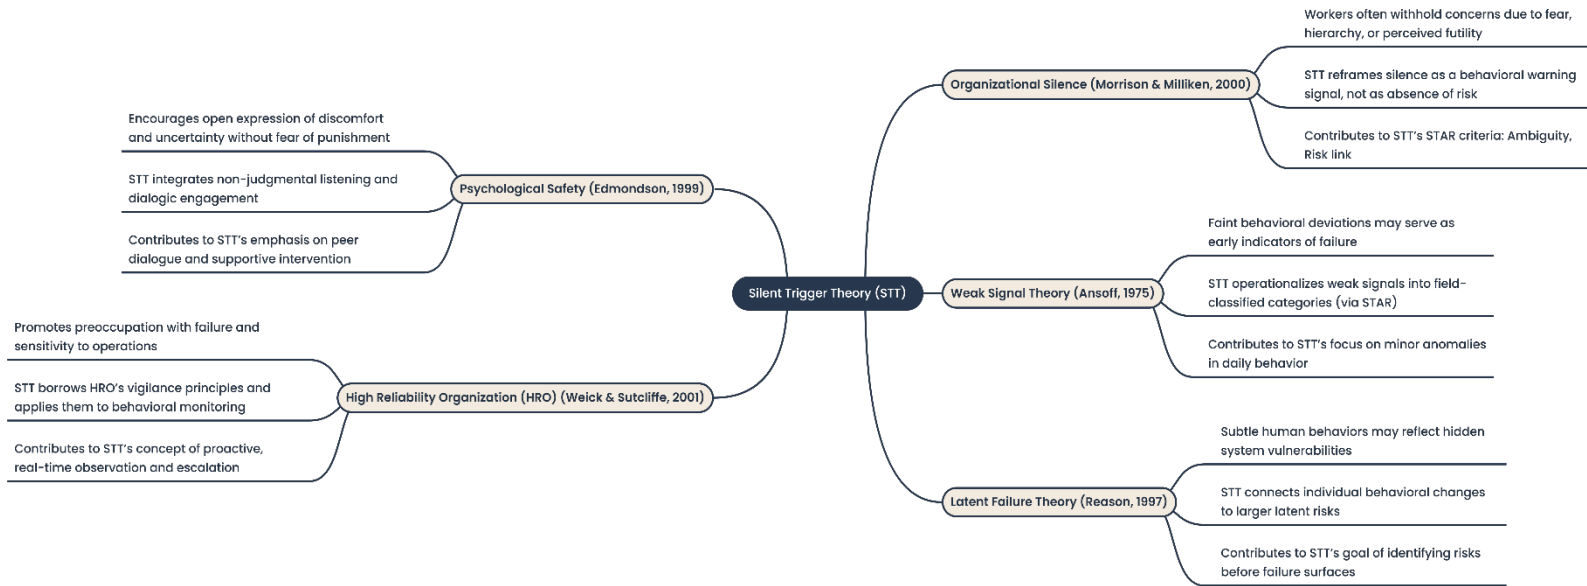 Silent Trigger Theory (STT)
Organizational Silence (Morrison & Milliken, 2000)
Workers often withhold concerns due to fear,
hierarchy, or perceived futility
STT reframes silence as a behavioral warning
signal, not as absence of risk
Contributes to STT's STAR criteria: Ambiguity,
Risk link
Weak Signal Theory (Ansoff, 1975)
Faint behavioral deviations may serve as
early indicators of failure
STT operationalizes weak signals into field-
classified categories (via STAR)
Contributes to STT's focus on minor anomalies
in daily behavior
Latent Failure Theory (Reason, 1997)
Subtle human behaviors may reflect hidden
system vulnerabilities
STT connects individual behavioral changes
to larger latent risks
Contributes to STT's goal of identifying risks
before failure surfaces
Psychological Safety (Edmondson, 1999)
Encourages open expression of discomfort
and uncertainty without fear of punishment
STT integrates non-judgmental listening and
dialogic engagement
Contributes to STT's emphasis on peer
dialogue and supportive intervention
High Reliability Organization (HRO) (Weick & Sutcliffe, 2001)
Promotes preoccupation with failure and
sensitivity to operations
STT borrows HRO's vigilance principles and
applies them to behavioral monitoring
Contributes to STT's concept of proactive,
real-time observation and escalation